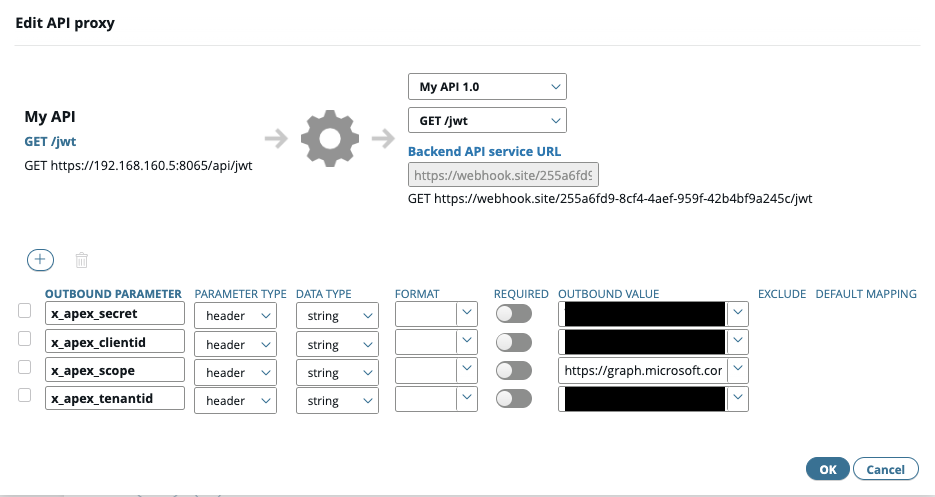 Edit API proxy
My API 1.0
My API
GET /jwt
GET /jwt
Backend API service URL
GET https://192.168.160.5:8065/api/jwt
https://webhook.site/255a6fd9
GET https://webhook.site/255a6fd9-8cf4-4aef-959f-42b4bf9a245c/jwt
OUTBOUND PARAMETER PARAMETER TYPE DATA TYPE FORMAT REQUIRED OUTBOUND VALUE EXCLUDE DEFAULT MAPPING
x_apex_secret header string
x_apex_clientid header string
x_apex_scope header string https://graph.microsoft.cor
x_apex_tenantid header string
OK Cancel